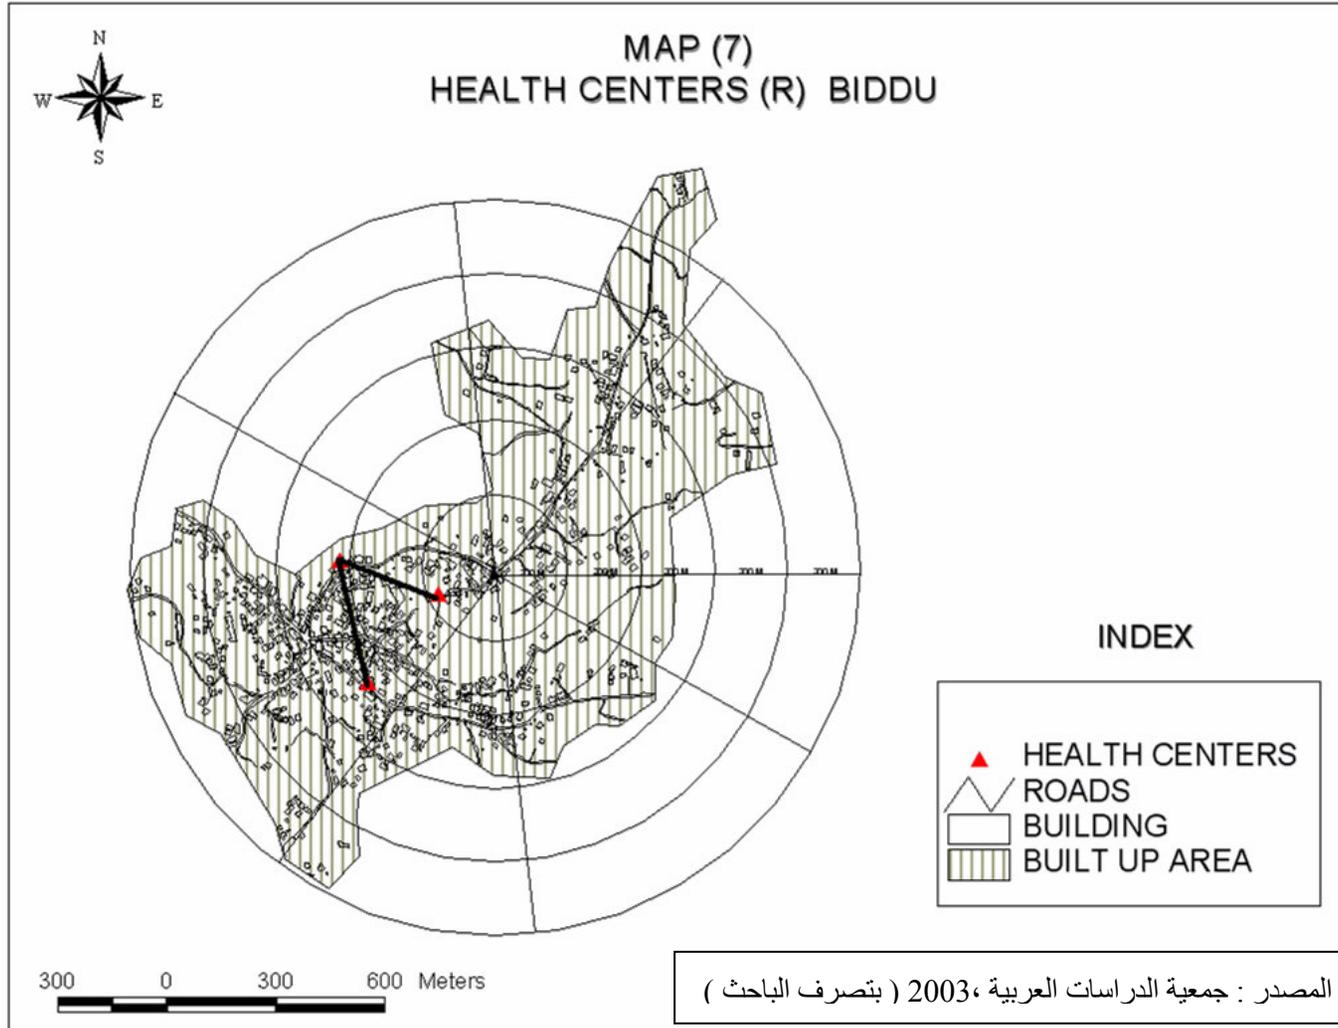 MAP (7)
HEALTH CENTERS (R) BIDDU
N
W E
S
INDEX
HEALTH CENTERS
ROADS
BUILDING
BUILT UP AREA
300 0 300 600 Meters
المصدر : جمعية الدراسات العربية ،2003 ( بتصرف الباحث )